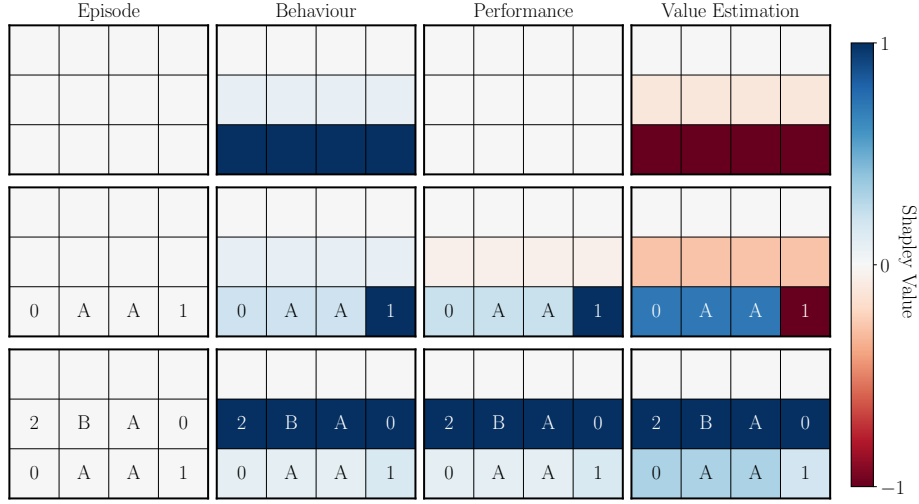 Episode Behaviour Performance Value Estimation
1
0 A A 1 0 A A 1 0 A A 1 0 A A 1
0
Shapley Value
2 B A 0 2 B A 0 2 B A 0 2 B A 0
0 A A 1 0 A A 1 0 A A 1 0 A A 1
−1